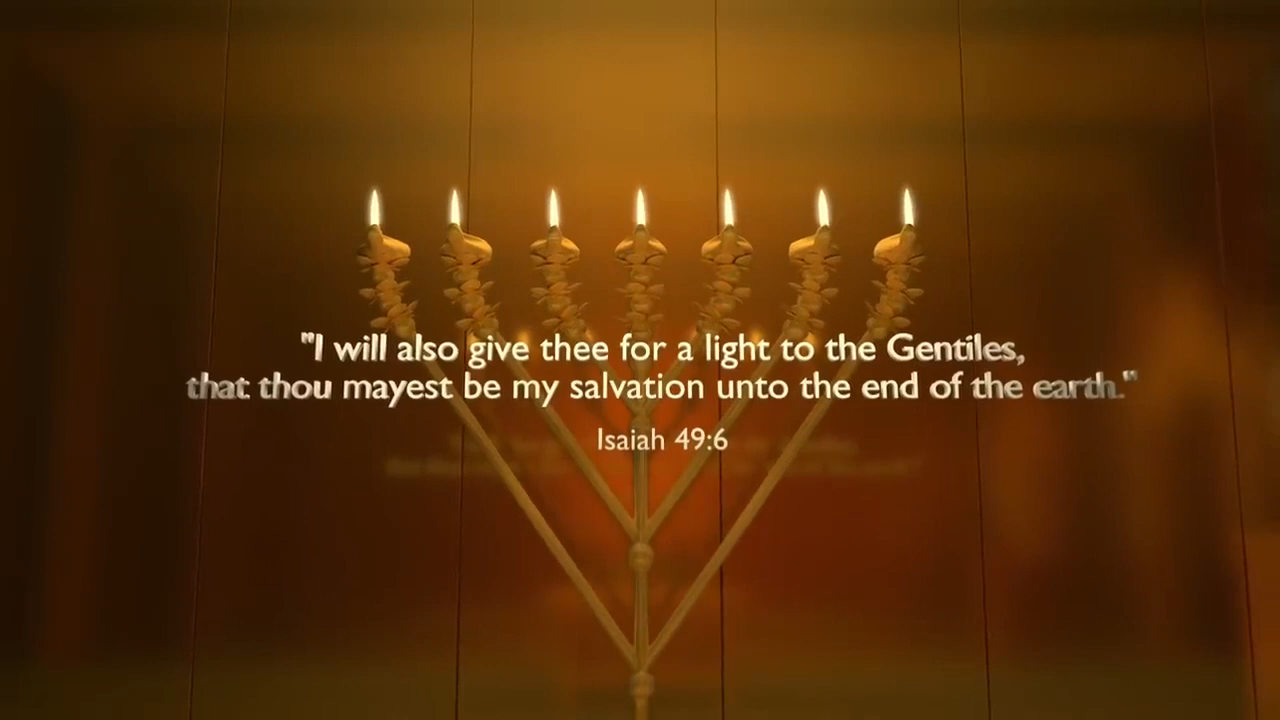 "I will also give thee for a light to the Gentiles,
that thou mayest be my salvation unto the end of the earth."
Isaiah 49:6